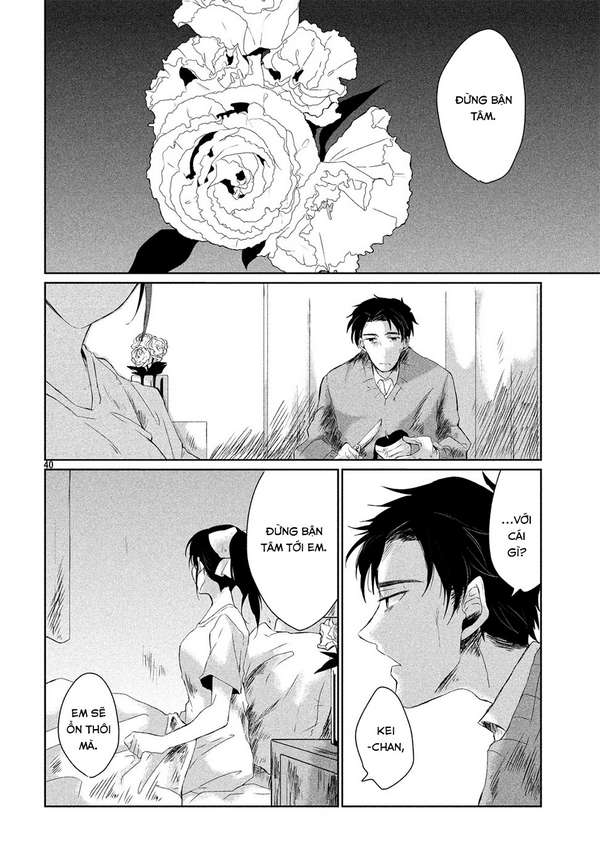 ĐỪNG BẬN
TÂM.
40
...VỚI
CÁI
GÌ?
KEI
-CHAN,
ĐỪNG BẬN
TÂM TỚI EM.
EM SẼ
ỔN THÔI
MÀ.